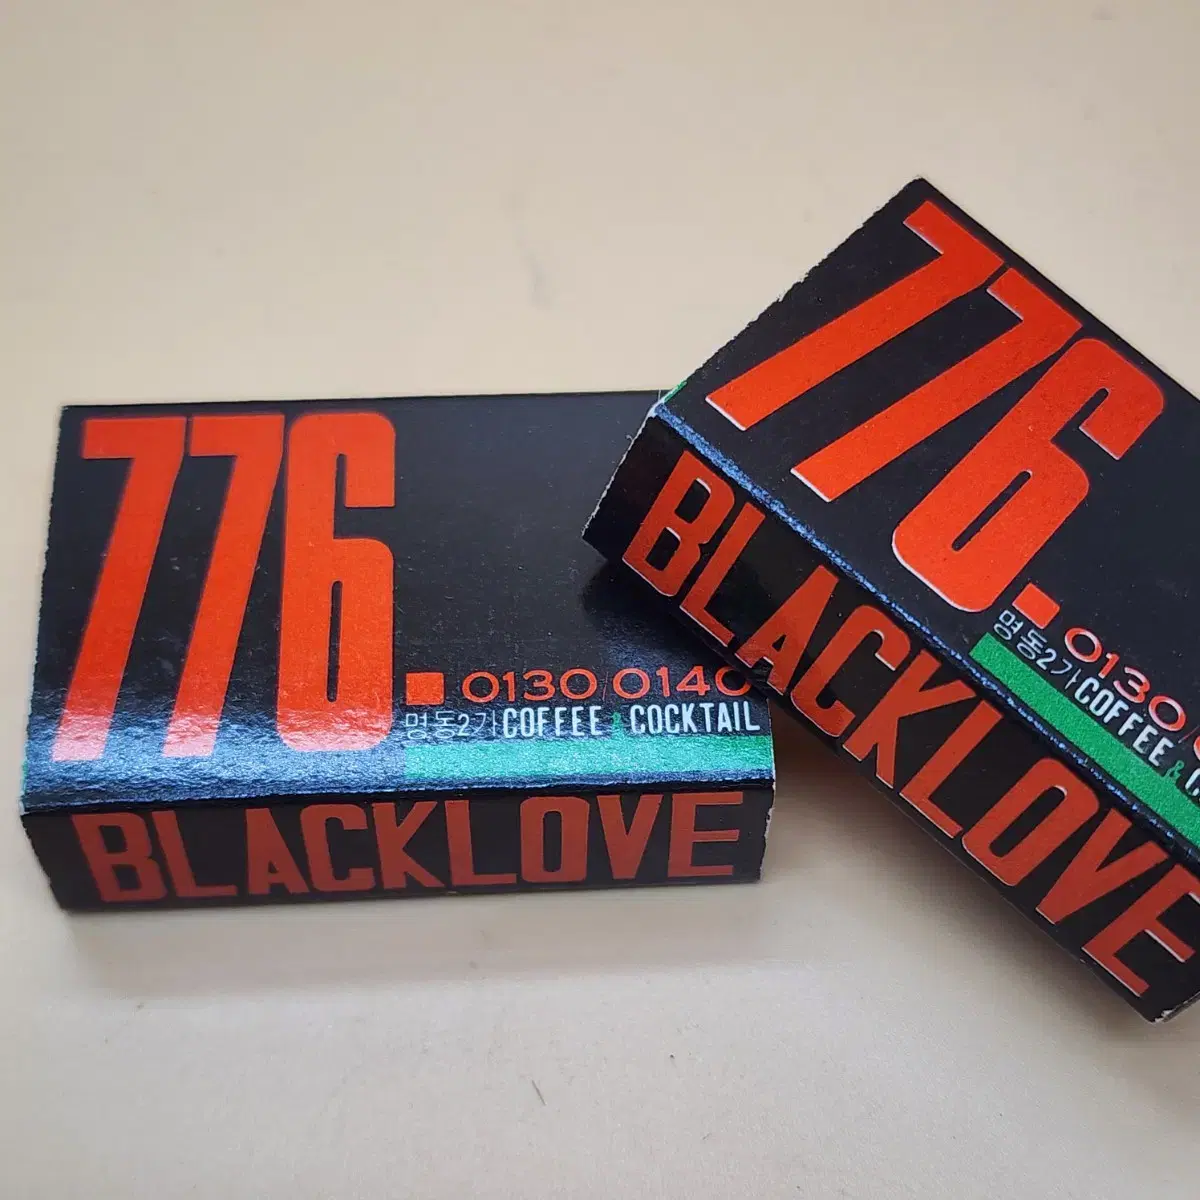 776
■ 0130/0140
명동2가 COFFEE & COCKTAIL
BLACKLOVE
776
■ 0130
명동2가 COFFEE &
BLACKLOVE